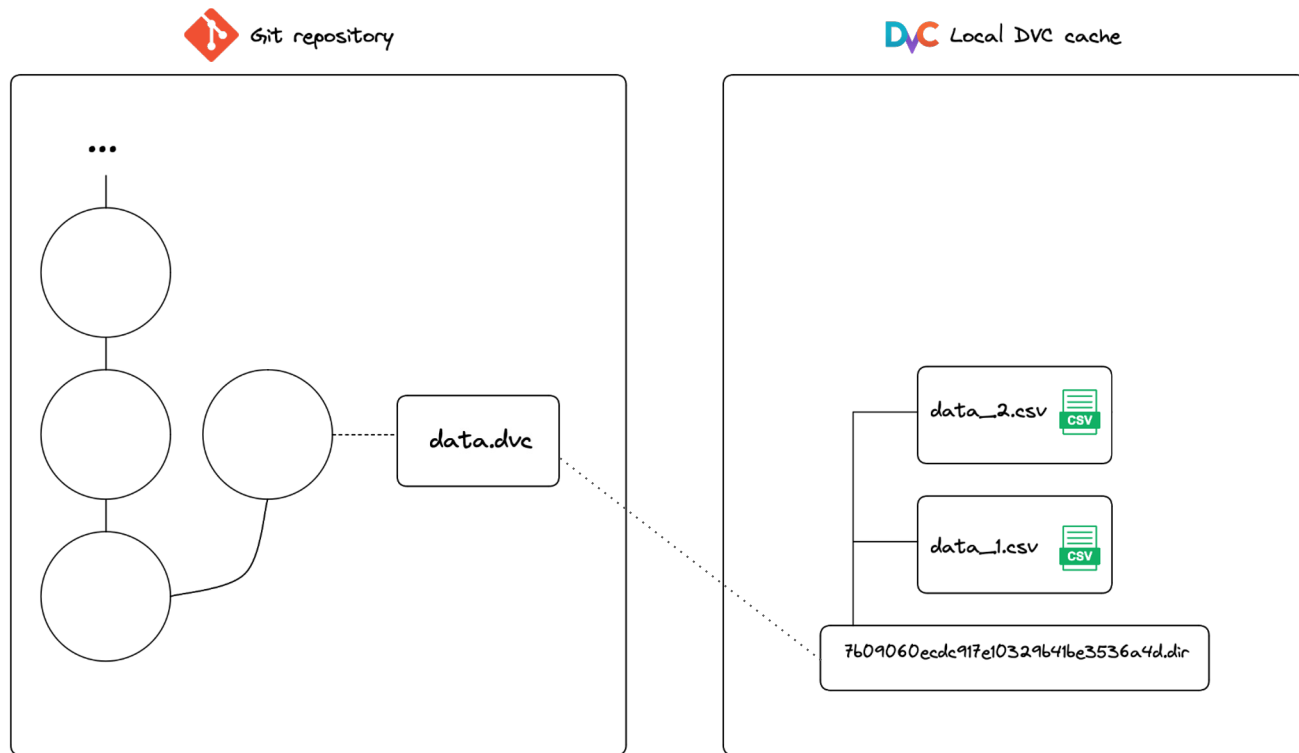 Git repository
DVC Local DVC cache
...
data.dvc
data_2.csv
CSV
data_1.csv
CSV
7b09060ecdc917e10329b41be3536a4d.dir